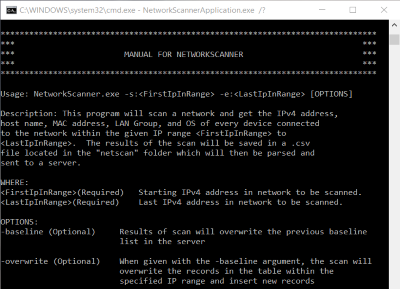 C:\WINDOWS\system32\cmd.exe - NetworkScannerApplication.exe /?
********************************************************************************
*** ***
*** MANUAL FOR NETWORKSCANNER ***
*** ***
********************************************************************************
Usage: NetworkScanner.exe -s:<FirstIpInRange> -e:<LastIpInRange> [OPTIONS]
Description: This program will scan a network and get the IPv4 address,
host name, MAC address, LAN Group, and OS of every device connected
to the network within the given IP range <FirstIpInRange> to
<LastIpInRange>. The results of the scan will be saved in a .csv
file located in the "netscan" folder which will then be parsed and
sent to a server.
WHERE:
<FirstIpInRange>(Required) Starting IPv4 address in network to be scanned.
<LastIpInRange>(Required) Last IPv4 address in network to be scanned.
OPTIONS:
-baseline (Optional) Results of scan will overwrite the previous baseline
list in the server
-overwrite (Optional) When given with the -baseline argument, the scan will
overwrite the records in the table within the
specified IP range and insert new records